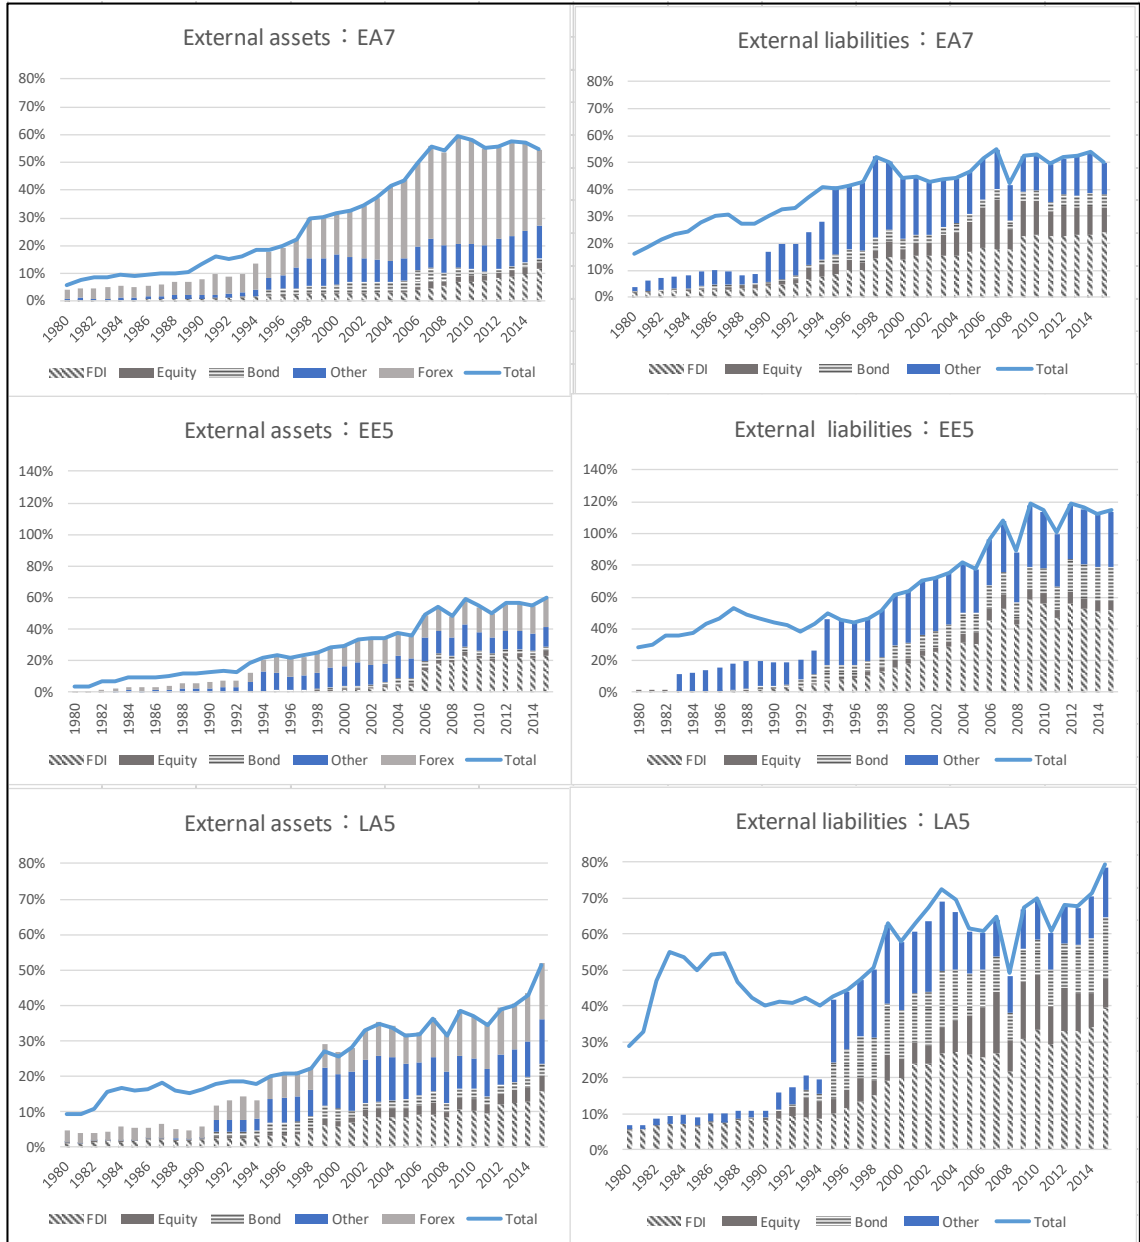 External assets：EA7
80%
70%
60%
50%
40%
30%
20%
10%
0%
1980 1982 1984 1986 1988 1990 1992 1994 1996 1998 2000 2002 2004 2006 2008 2010 2012 2014
FDI Equity Bond Other Forex Total
External liabilities：EA7
80%
70%
60%
50%
40%
30%
20%
10%
0%
1980 1982 1984 1986 1988 1990 1992 1994 1996 1998 2000 2002 2004 2006 2008 2010 2012 2014
FDI Equity Bond Other Total
External assets：EE5
140%
120%
100%
80%
60%
40%
20%
0%
1980 1982 1984 1986 1988 1990 1992 1994 1996 1998 2000 2002 2004 2006 2008 2010 2012 2014
FDI Equity Bond Other Forex Total
External liabilities：EE5
140%
120%
100%
80%
60%
40%
20%
0%
1980 1982 1984 1986 1988 1990 1992 1994 1996 1998 2000 2002 2004 2006 2008 2010 2012 2014
FDI Equity Bond Other Total
External assets：LA5
80%
70%
60%
50%
40%
30%
20%
10%
0%
1980 1982 1984 1986 1988 1990 1992 1994 1996 1998 2000 2002 2004 2006 2008 2010 2012 2014
FDI Equity Bond Other Forex Total
External liabilities：LA5
80%
70%
60%
50%
40%
30%
20%
10%
0%
1980 1982 1984 1986 1988 1990 1992 1994 1996 1998 2000 2002 2004 2006 2008 2010 2012 2014
FDI Equity Bond Other Total